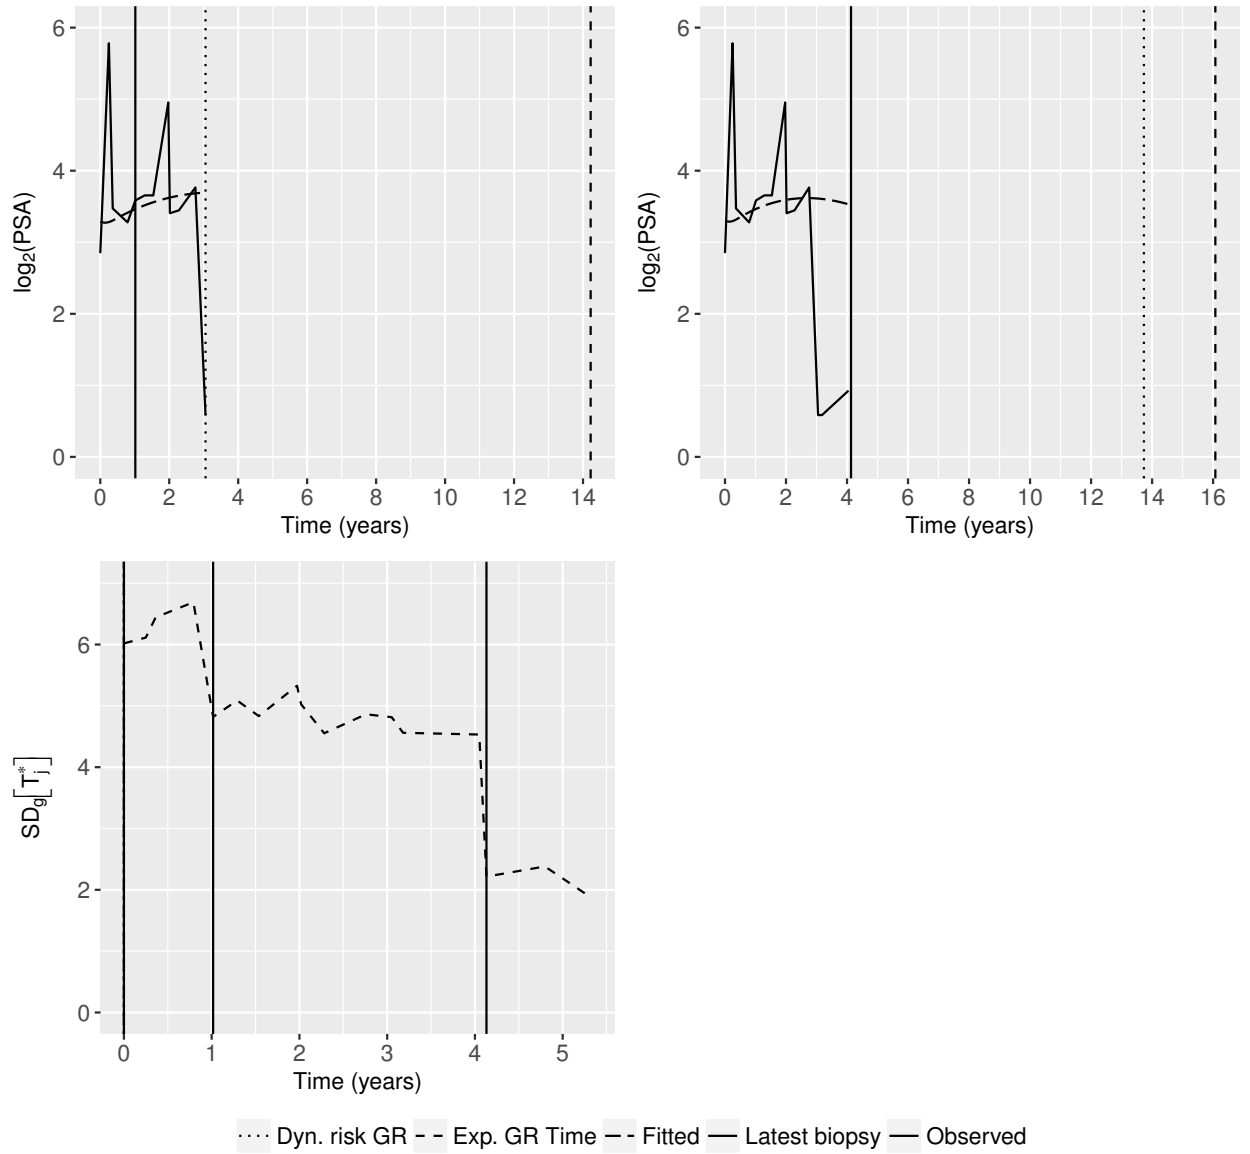 6
4
2
0
log₂(PSA)
0 2 4 6 8 10 12 14
Time (years)
6
4
2
0
log₂(PSA)
0 2 4 6 8 10 12 14 16
Time (years)
6
4
2
0
SD_g[T_j^*]
0 1 2 3 4 5
Time (years)
Dyn. risk GR Exp. GR Time Fitted Latest biopsy Observed